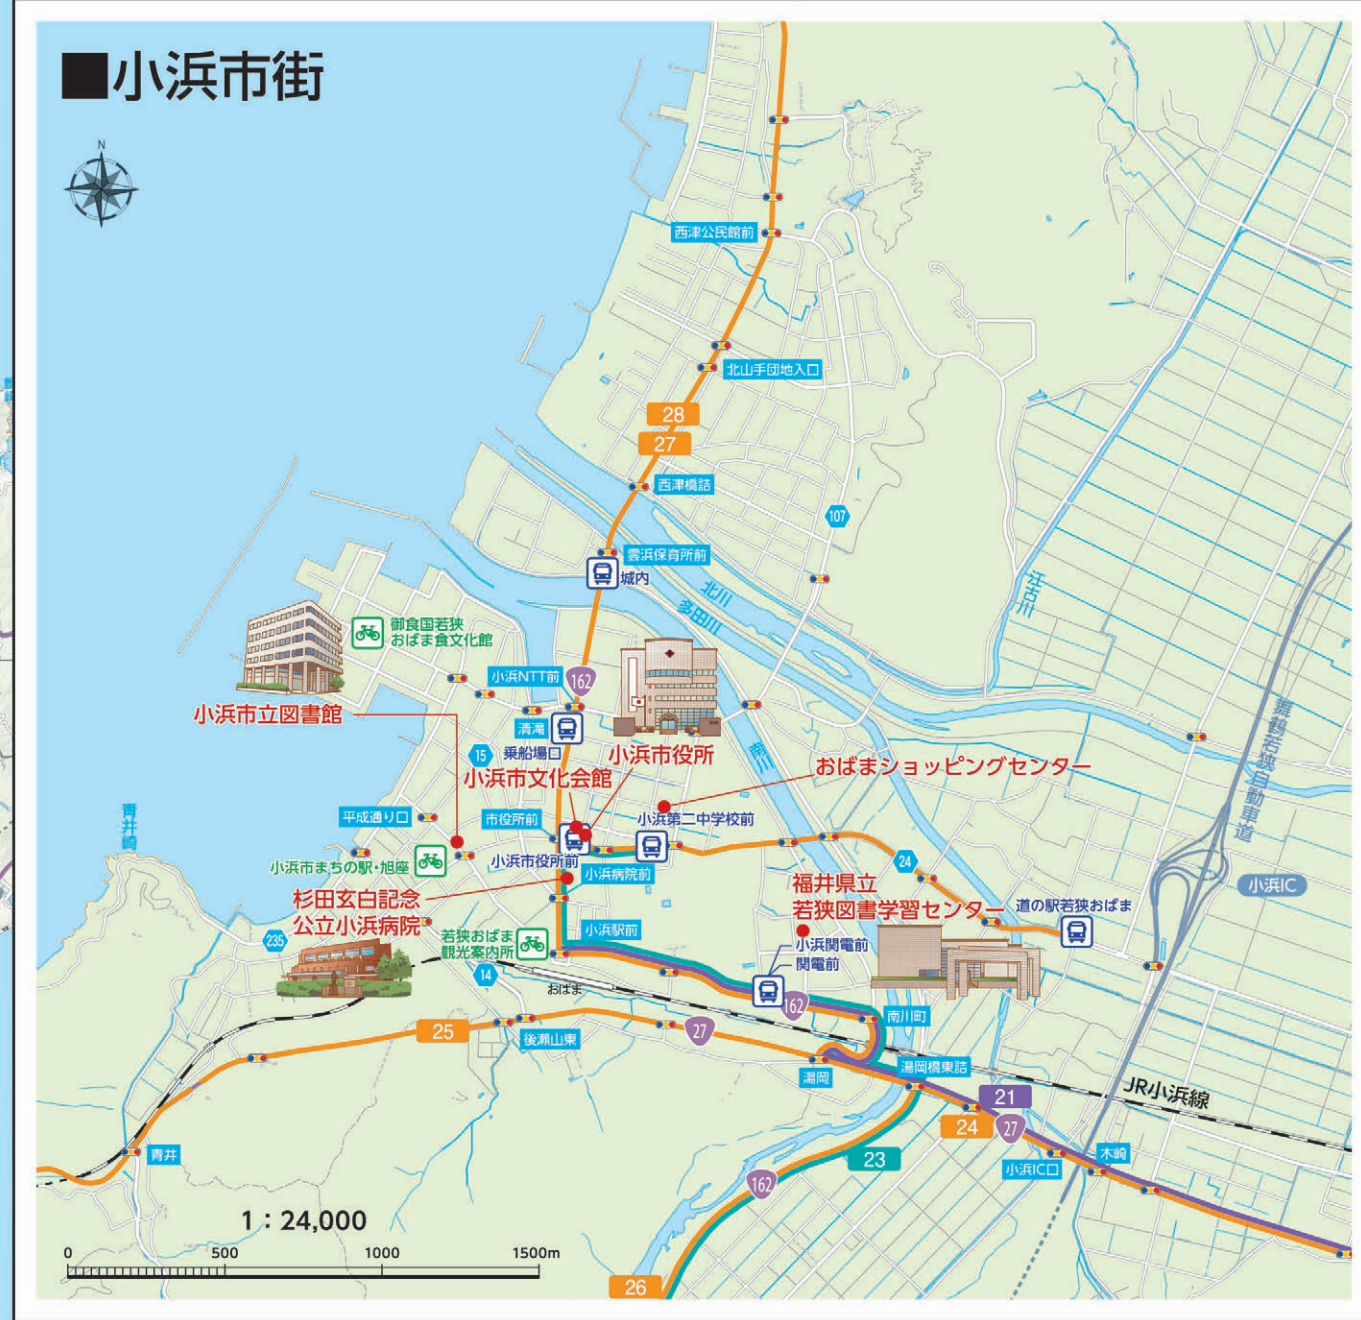 ■小浜市街
N
西津公民館前
北山手団地入口
28
27
西津橋詰
107
雲浜保育所前
城内
北川
多田川
江古川
御食国若狭
おばま食文化館
小浜NTT前
162
小浜市立図書館
清滝
乗船場口
15
小浜市役所
小浜市文化会館
南川
おばまショッピングセンター
舞鶴若狭自動車道
青井崎
平成通り口
市役所前
小浜第二中学校前
小浜市まちの駅・旭座
小浜市役所前
24
小浜病院前
福井県立
若狭図書学習センター
小浜IC
杉田玄白記念
公立小浜病院
道の駅若狭おばま
小浜駅前
235
若狭おばま
観光案内所
小浜関電前
関電前
14
おばま
162
南川町
25
後瀬山東
27
湯岡
湯岡橋東詰
JR小浜線
21
24
27
青井
23
小浜IC口
木崎
162
1：24,000
0
500
1000
1500m
26